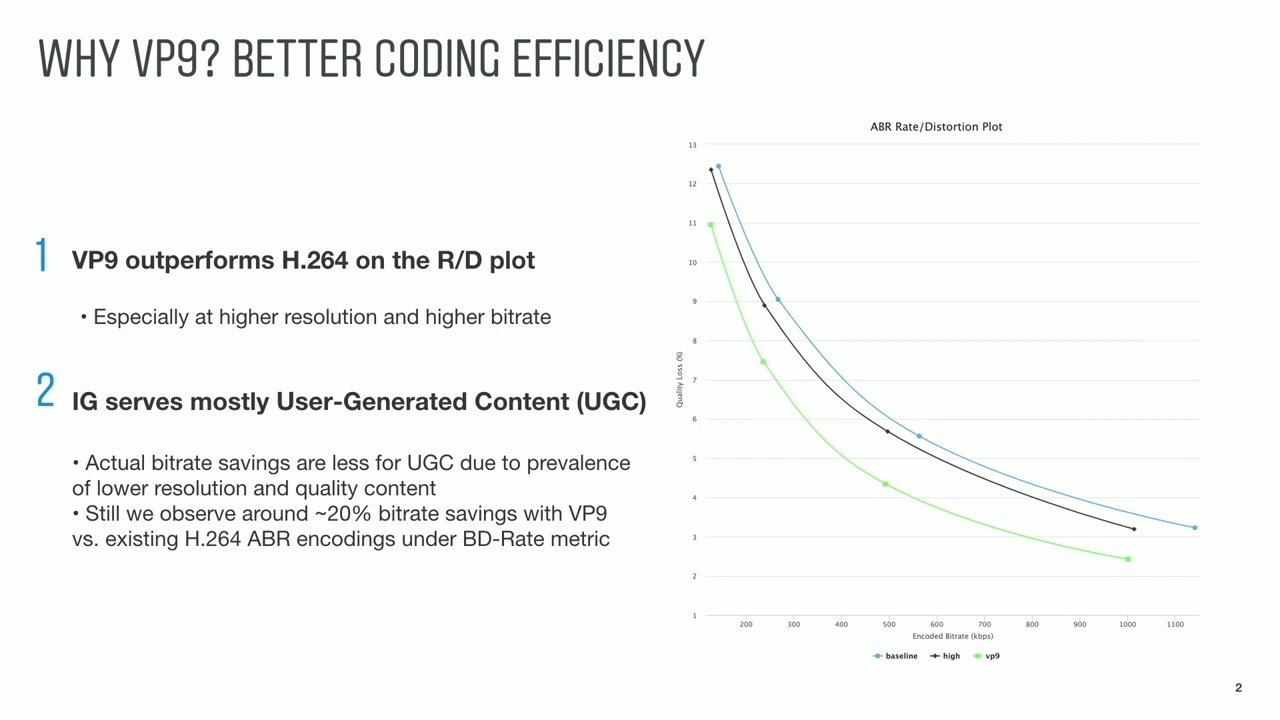 WHY VP9? BETTER CODING EFFICIENCY
1
VP9 outperforms H.264 on the R/D plot
• Especially at higher resolution and higher bitrate
2
IG serves mostly User-Generated Content (UGC)
• Actual bitrate savings are less for UGC due to prevalence
of lower resolution and quality content
• Still we observe around ~20% bitrate savings with VP9
vs. existing H.264 ABR encodings under BD-Rate metric
ABR Rate/Distortion Plot
Quality Loss (%)
13
12
11
10
9
8
7
6
5
4
3
2
1
200 300 400 500 600 700 800 900 1000 1100
Encoded Bitrate (kbps)
baseline high vp9
2